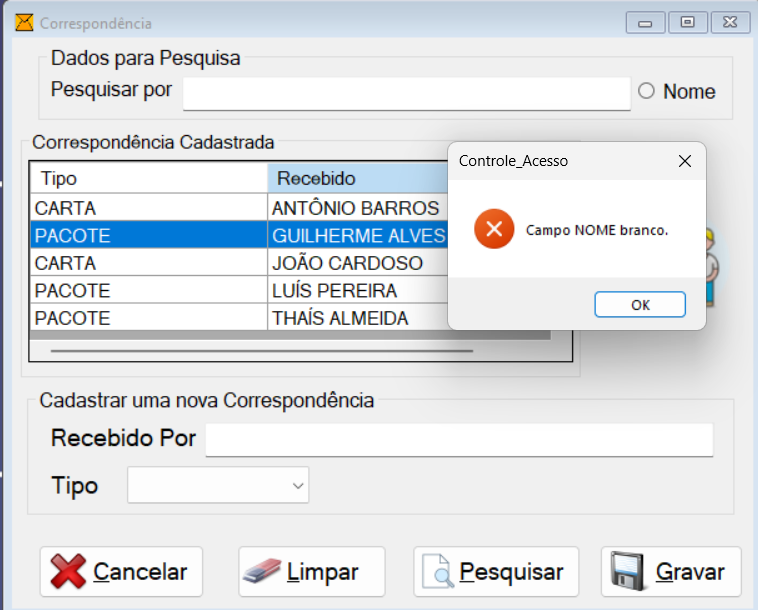 Correspondência
Dados para Pesquisa
Pesquisar por
Nome
Correspondência Cadastrada
Tipo Recebido
CARTA ANTÔNIO BARROS
PACOTE GUILHERME ALVES
CARTA JOÃO CARDOSO
PACOTE LUÍS PEREIRA
PACOTE THAÍS ALMEIDA
Controle_Acesso
Campo NOME branco.
OK
Cadastrar uma nova Correspondência
Recebido Por
Tipo
Cancelar Limpar Pesquisar Gravar